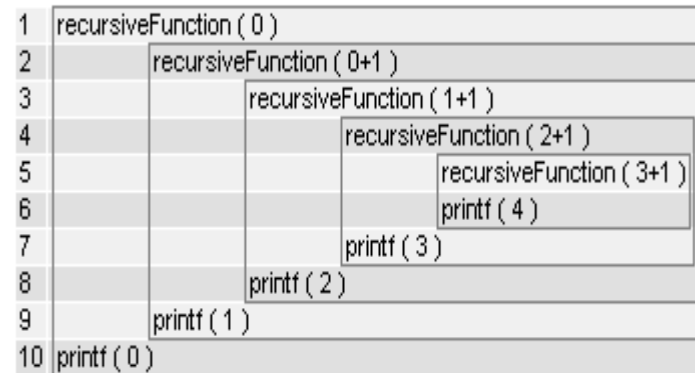 1 recursiveFunction ( 0 )
2 recursiveFunction ( 0+1 )
3 recursiveFunction ( 1+1 )
4 recursiveFunction ( 2+1 )
5 recursiveFunction ( 3+1 )
6 printf ( 4 )
7 printf ( 3 )
8 printf ( 2 )
9 printf ( 1 )
10 printf ( 0 )